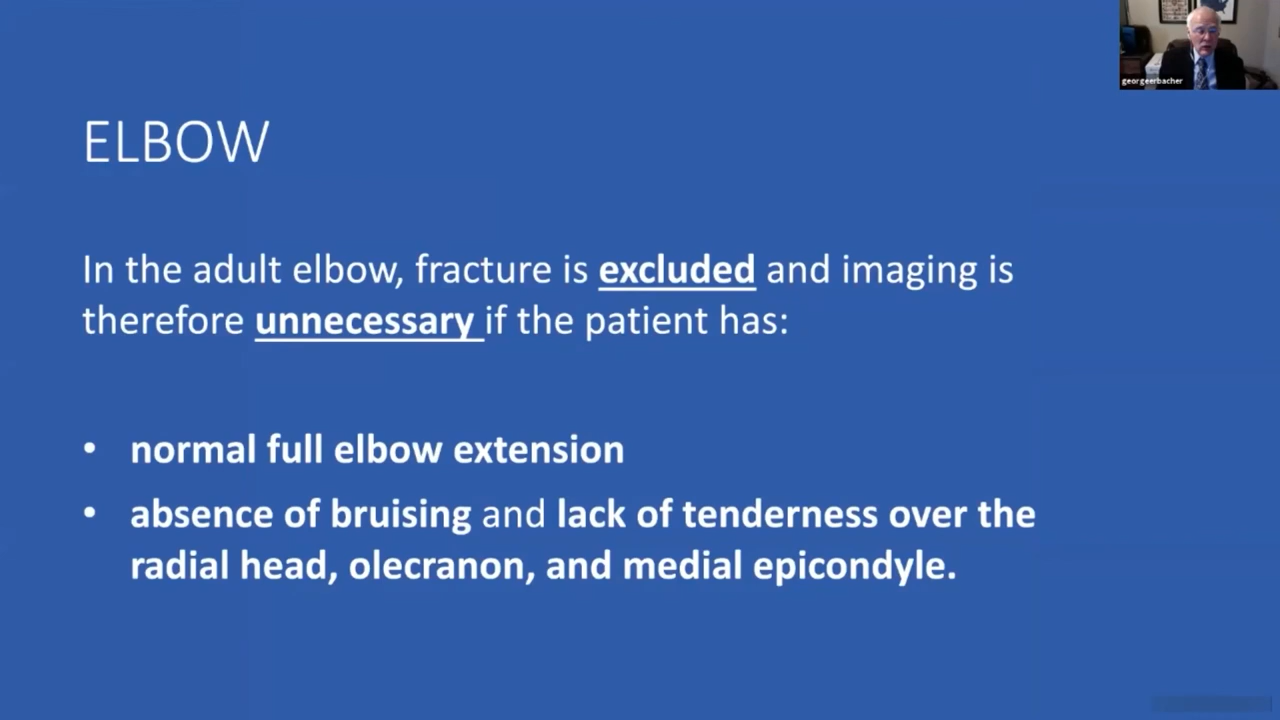 georgeerbacher
ELBOW
In the adult elbow, fracture is excluded and imaging is
therefore unnecessary if the patient has:
• normal full elbow extension
• absence of bruising and lack of tenderness over the
radial head, olecranon, and medial epicondyle.